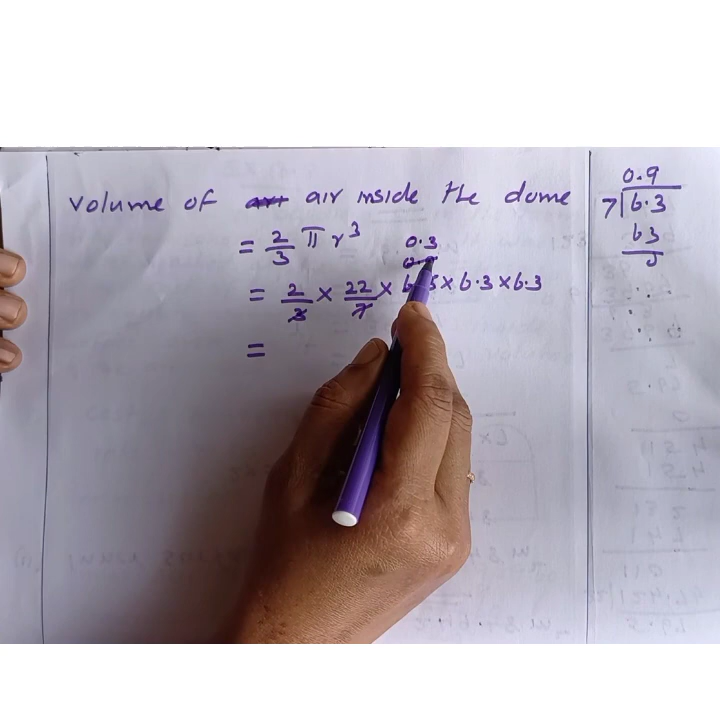 volume of air inside the dome
= 2/3 π r³
0.3
= 2/3 × 22/7 × 6.3 × 6.3 × 6.3
=
0.9
7 6.3
63
0